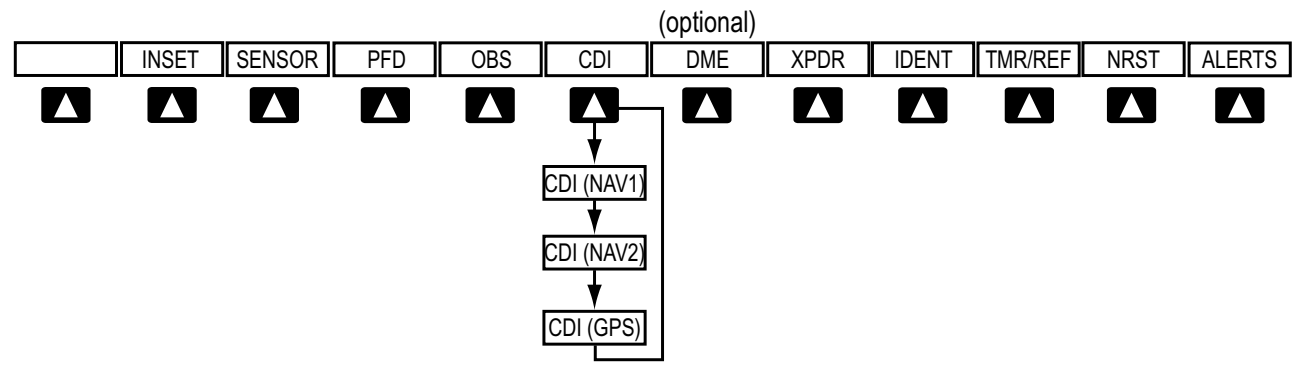 (optional)
INSET SENSOR PFD OBS CDI DME XPDR IDENT TMR/REF NRST ALERTS
CDI (NAV1)
CDI (NAV2)
CDI (GPS)